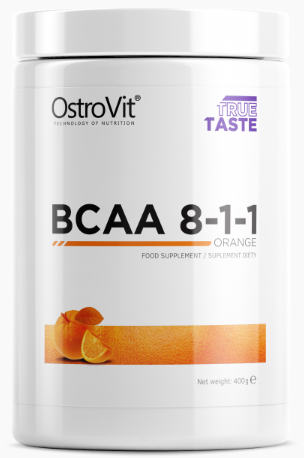 OstroVit®
TECHNOLOGY OF NUTRITION
TRUE
TASTE
BCAA 8-1-1
ORANGE
FOOD SUPPLEMENT / SUPLEMENT DIETY
Net weight: 400g ℮